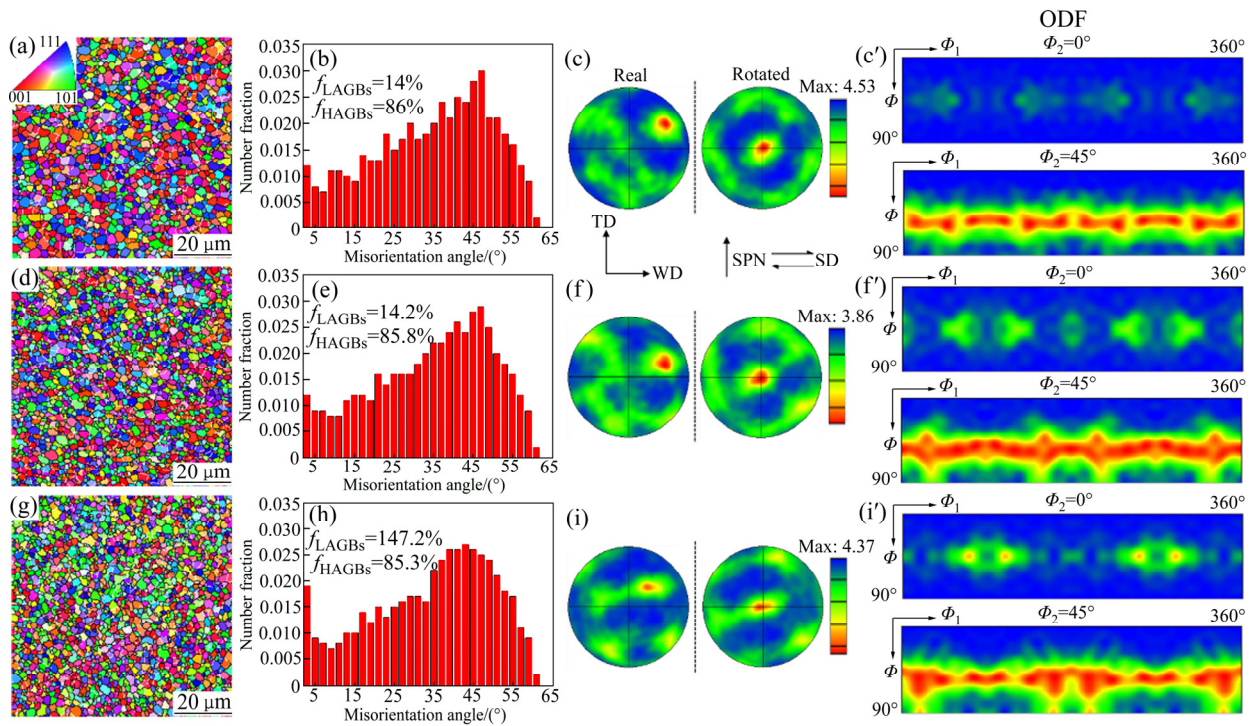 ODF
(a)
111
001 101
20 μm
(b)
0.035
0.030
0.025
0.020
0.015
0.010
0.005
0
Number fraction
fLAGBs=14%
fHAGBs=86%
5 15 25 35 45 55 65
Misorientation angle/(°)
(c)
Real
Rotated
Max: 4.53
TD
WD
SPN
SD
(c′)
Φ1
Φ2=0°
360°
Φ
90°
Φ1
Φ2=45°
360°
Φ
90°
(d)
20 μm
(e)
0.035
0.030
0.025
0.020
0.015
0.010
0.005
0
Number fraction
fLAGBs=14.2%
fHAGBs=85.8%
5 15 25 35 45 55 65
Misorientation angle/(°)
(f)
Max: 3.86
(f′)
Φ1
Φ2=0°
360°
Φ
90°
Φ1
Φ2=45°
360°
Φ
90°
(g)
20 μm
(h)
0.035
0.030
0.025
0.020
0.015
0.010
0.005
0
Number fraction
fLAGBs=147.2%
fHAGBs=85.3%
5 15 25 35 45 55 65
Misorientation angle/(°)
(i)
Max: 4.37
(i′)
Φ1
Φ2=0°
360°
Φ
90°
Φ1
Φ2=45°
360°
Φ
90°